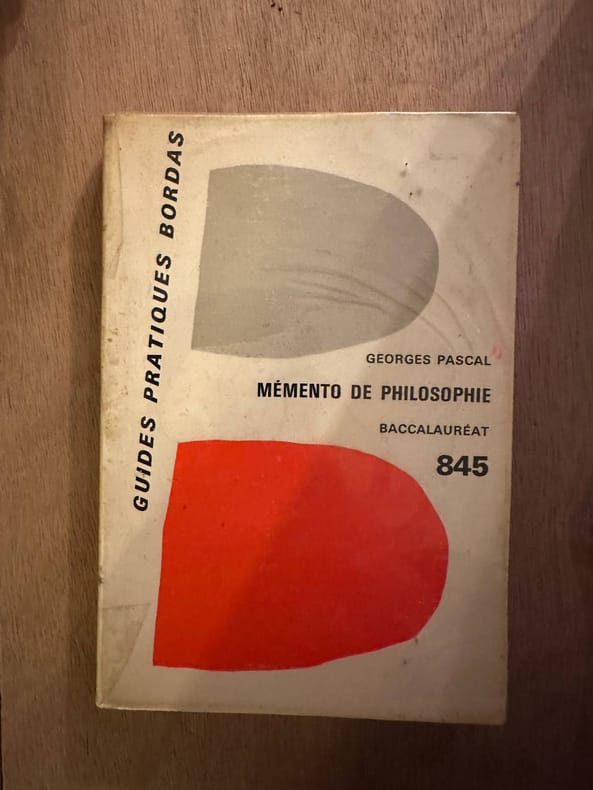 GUIDES PRATIQUES BORDAS
GEORGES PASCAL
MÉMENTO DE PHILOSOPHIE
BACCALAURÉAT
845